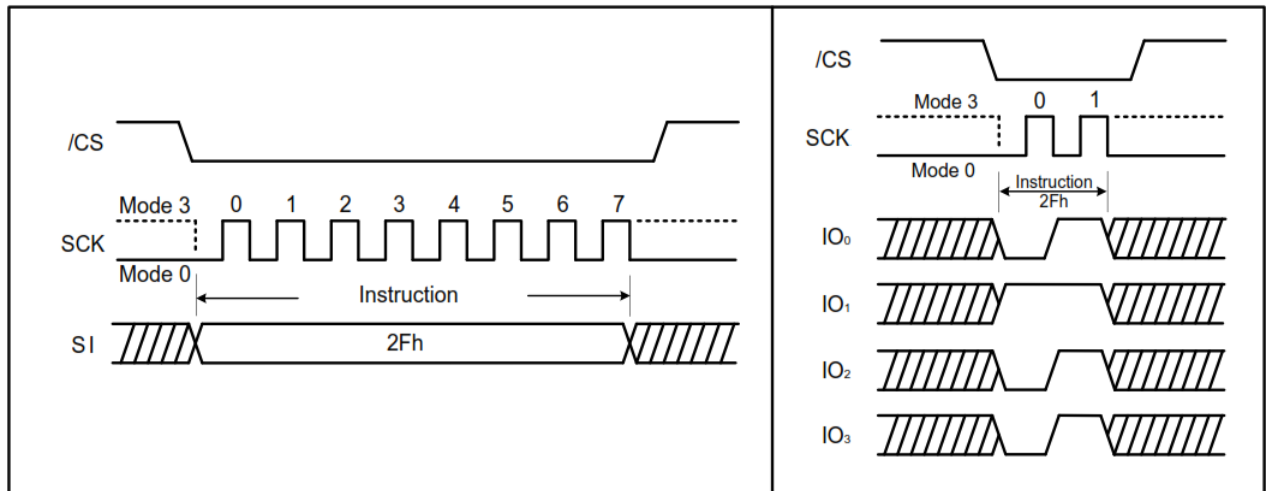 /CS
Mode 3 0 1 2 3 4 5 6 7
SCK
Mode 0
Instruction
SI 2Fh
/CS
Mode 3 0 1
SCK
Mode 0
Instruction
2Fh
IO₀
IO₁
IO₂
IO₃